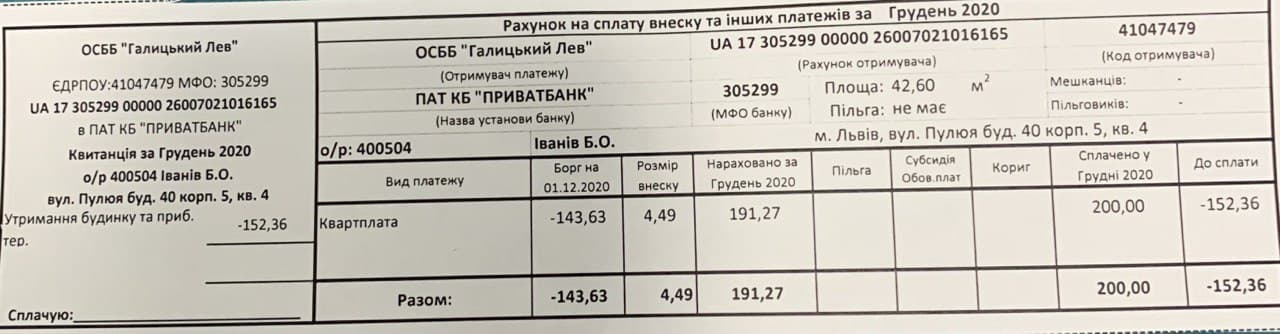 ОСББ "Галицький Лев"
ЄДРПОУ:41047479 МФО: 305299
UA 17 305299 00000 26007021016165
в ПАТ КБ "ПРИВАТБАНК"
Квитанція за Грудень 2020
о/р 400504 Іванів Б.О.
вул. Пулюя буд. 40 корп. 5, кв. 4
Утримання будинку та приб. тер. -152,36
Сплачую:
Рахунок на сплату внеску та інших платежів за Грудень 2020
ОСББ "Галицький Лев" UA 17 305299 00000 26007021016165 41047479
(Отримувач платежу) (Рахунок отримувача) (Код отримувача)
ПАТ КБ "ПРИВАТБАНК" 305299 Площа: 42,60 м2 Мешканців: -
(Назва установи банку) (МФО банку) Пільга: не має Пільговиків: -
о/р: 400504 Іванів Б.О. м. Львів, вул. Пулюя буд. 40 корп. 5, кв. 4
Вид платежу Борг на 01.12.2020 Розмір внеску Нараховано за Грудень 2020 Пільга Субсидія Обов.плат Кориг Сплачено у Грудні 2020 До сплати
Квартплата -143,63 4,49 191,27 200,00 -152,36
Разом: -143,63 4,49 191,27 200,00 -152,36